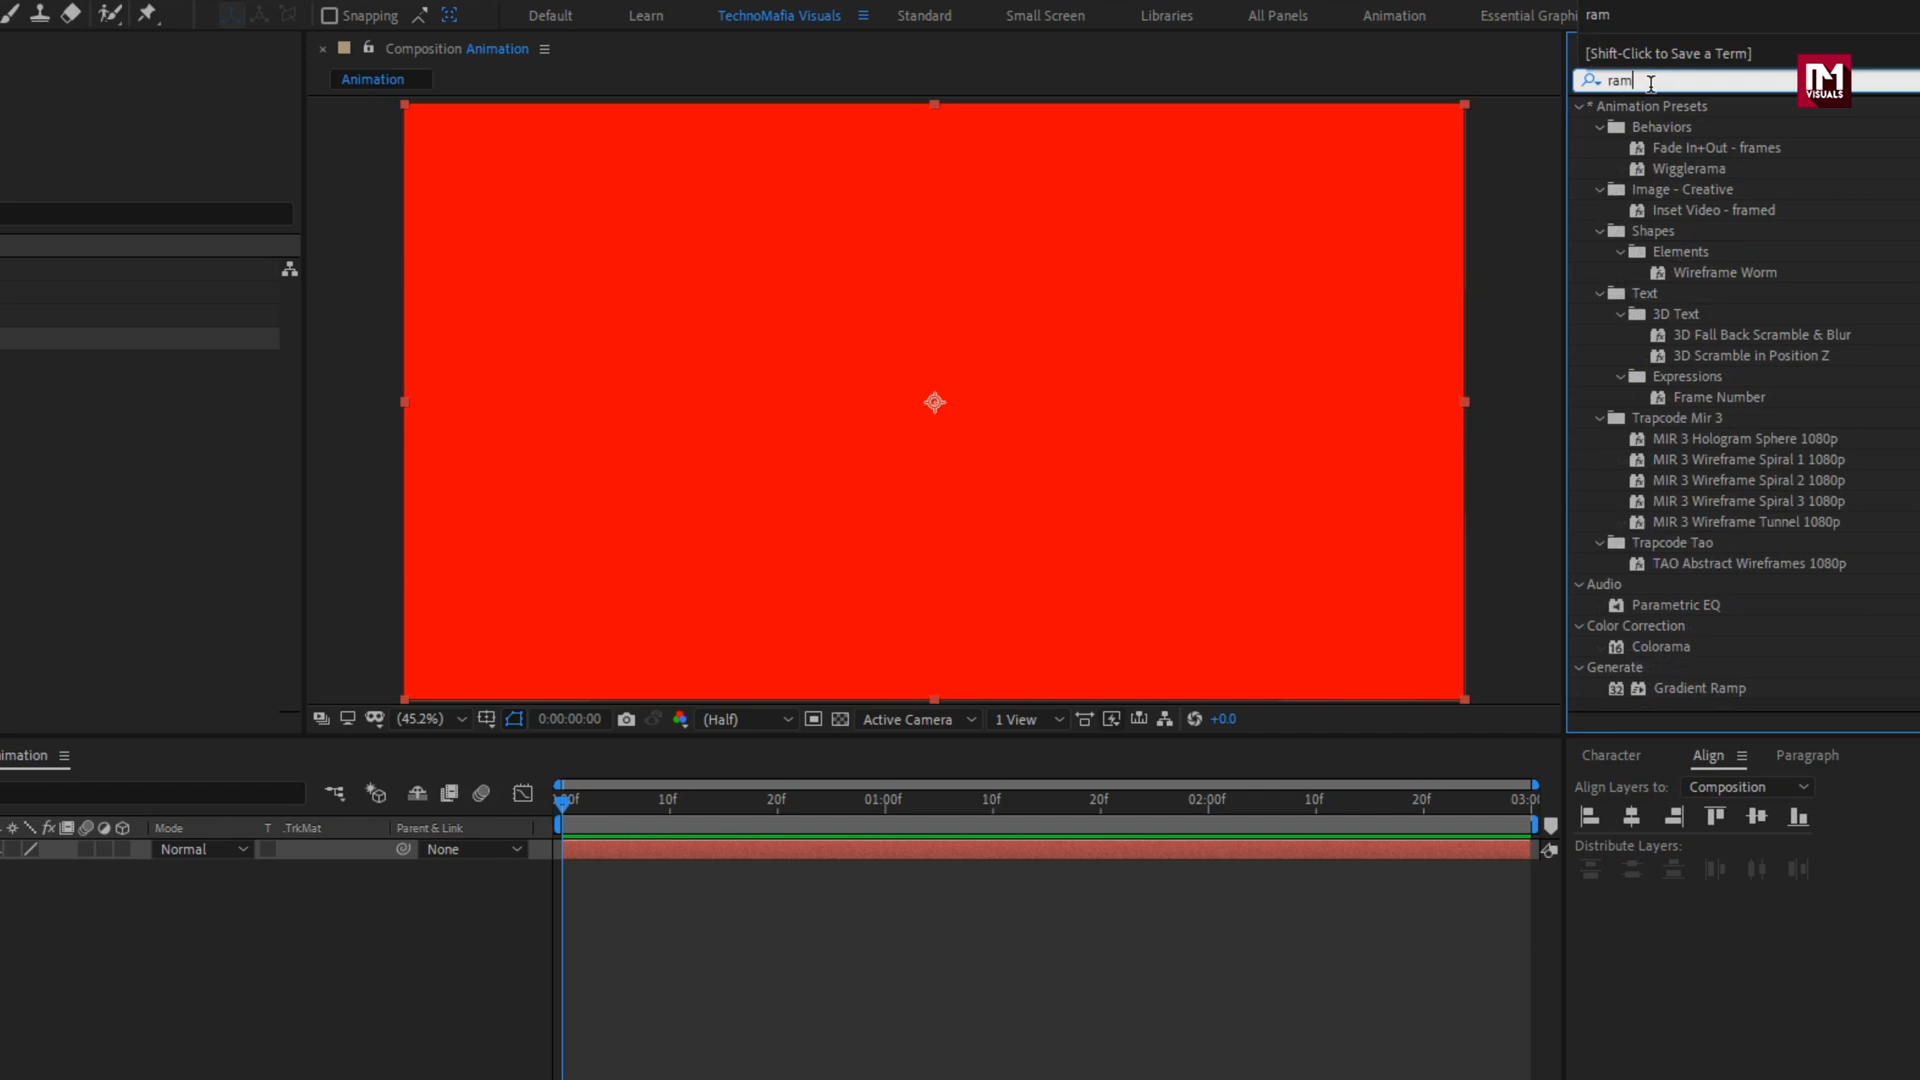 Snapping
Default
Learn
TechnoMafia Visuals
Standard
Small Screen
Libraries
All Panels
Animation
Essential Graphi
ram
[Shift-Click to Save a Term]
ram
VISUALS
Composition Animation
Animation
* Animation Presets
Behaviors
Fade In+Out - frames
Wigglerama
Image - Creative
Inset Video - framed
Shapes
Elements
Wireframe Worm
Text
3D Text
3D Fall Back Scramble & Blur
3D Scramble in Position Z
Expressions
Frame Number
Trapcode Mir 3
MIR 3 Hologram Sphere 1080p
MIR 3 Wireframe Spiral 1 1080p
MIR 3 Wireframe Spiral 2 1080p
MIR 3 Wireframe Spiral 3 1080p
MIR 3 Wireframe Tunnel 1080p
Trapcode Tao
TAO Abstract Wireframes 1080p
Audio
Parametric EQ
Color Correction
16 Colorama
Generate
32 Gradient Ramp
(45.2%)
0:00:00:00
(Half)
Active Camera
1 View
+0.0
imation
Character
Align
Paragraph
Align Layers to: Composition
Distribute Layers:
:00f 10f 20f 01:00f 10f 20f 02:00f 10f 20f 03:0(
fx Mode T .TrkMat Parent & Link
Normal None